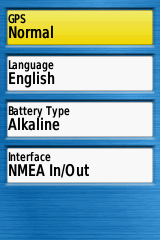 GPS
Normal
Language
English
Battery Type
Alkaline
Interface
NMEA In/Out